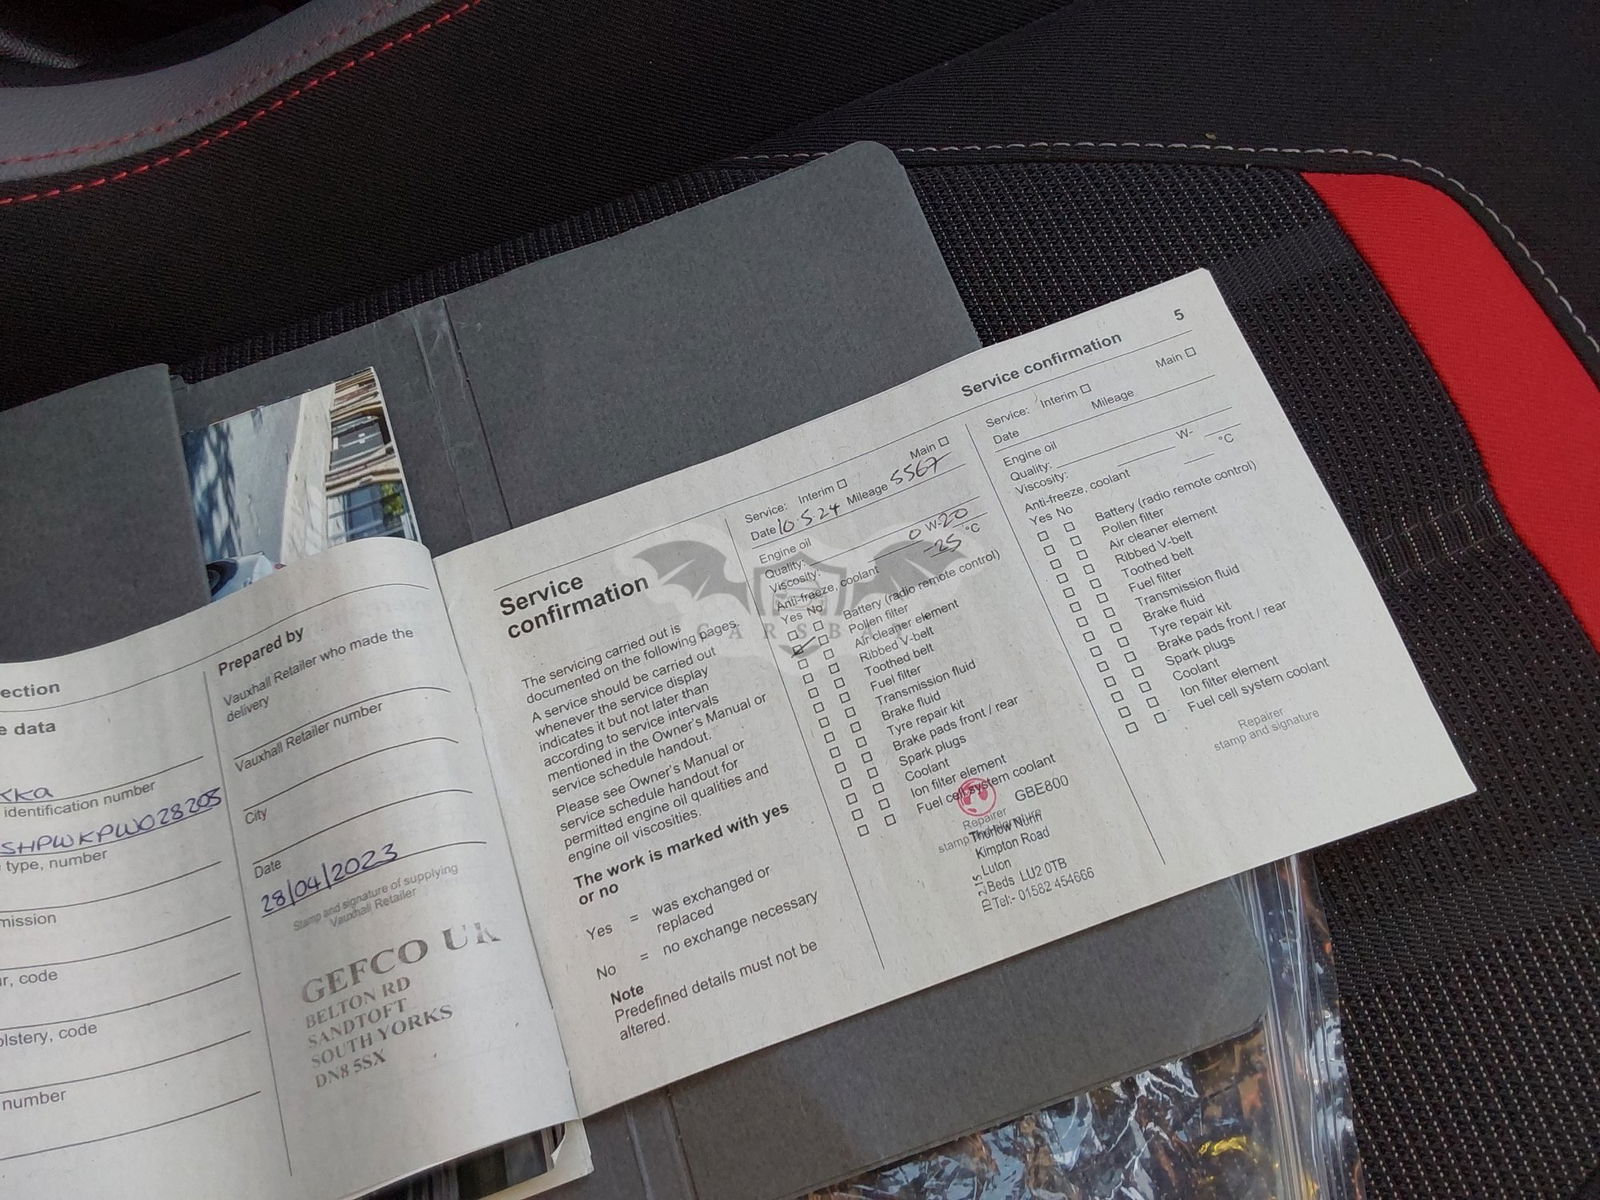 ection
e data
kka
identification number
SHPWKPW028205
type, number
mission
ur, code
olstery, code
number
Prepared by
Vauxhall Retailer who made the
delivery
Vauxhall Retailer number
City
Date
28/04/2023
Stamp and signature of supplying
Vauxhall Retailer
GEFCO UK
BELTON RD
SANDTOFT
SOUTH YORKS
DN8 5SX
Service
confirmation
The servicing carried out is
documented on the following pages.
A service should be carried out
whenever the service display
indicates it but not later than
according to service intervals
mentioned in the Owner's Manual or
service schedule handout.
Please see Owner's Manual or
service schedule handout for
permitted engine oil qualities and
engine oil viscosities.
The work is marked with yes
or no
Yes = was exchanged or
replaced
No = no exchange necessary
Note
Predefined details must not be
altered.
Service: Interim Main
Date 10.5.24 Mileage 5567
Engine oil
Quality:
Viscosity: 0 W-20
Anti-freeze, coolant -25 °C
Yes No
Battery (radio remote control)
Pollen filter
Air cleaner element
Ribbed V-belt
Toothed belt
Fuel filter
Transmission fluid
Brake fluid
Tyre repair kit
Brake pads front / rear
Spark plugs
Coolant
Ion filter element
Fuel cell system coolant
GBE800
Repairer
stamp and signature
Thurlow Nunn
Kimpton Road
Luton
Beds LU2 0TB
Tel:- 01582 454666
Service confirmation 5
Service: Interim Main
Date Mileage
Engine oil
Quality:
Viscosity: W-
Anti-freeze, coolant °C
Yes No
Battery (radio remote control)
Pollen filter
Air cleaner element
Ribbed V-belt
Toothed belt
Fuel filter
Transmission fluid
Brake fluid
Tyre repair kit
Brake pads front / rear
Spark plugs
Coolant
Ion filter element
Fuel cell system coolant
Repairer
stamp and signature
CARSBAY